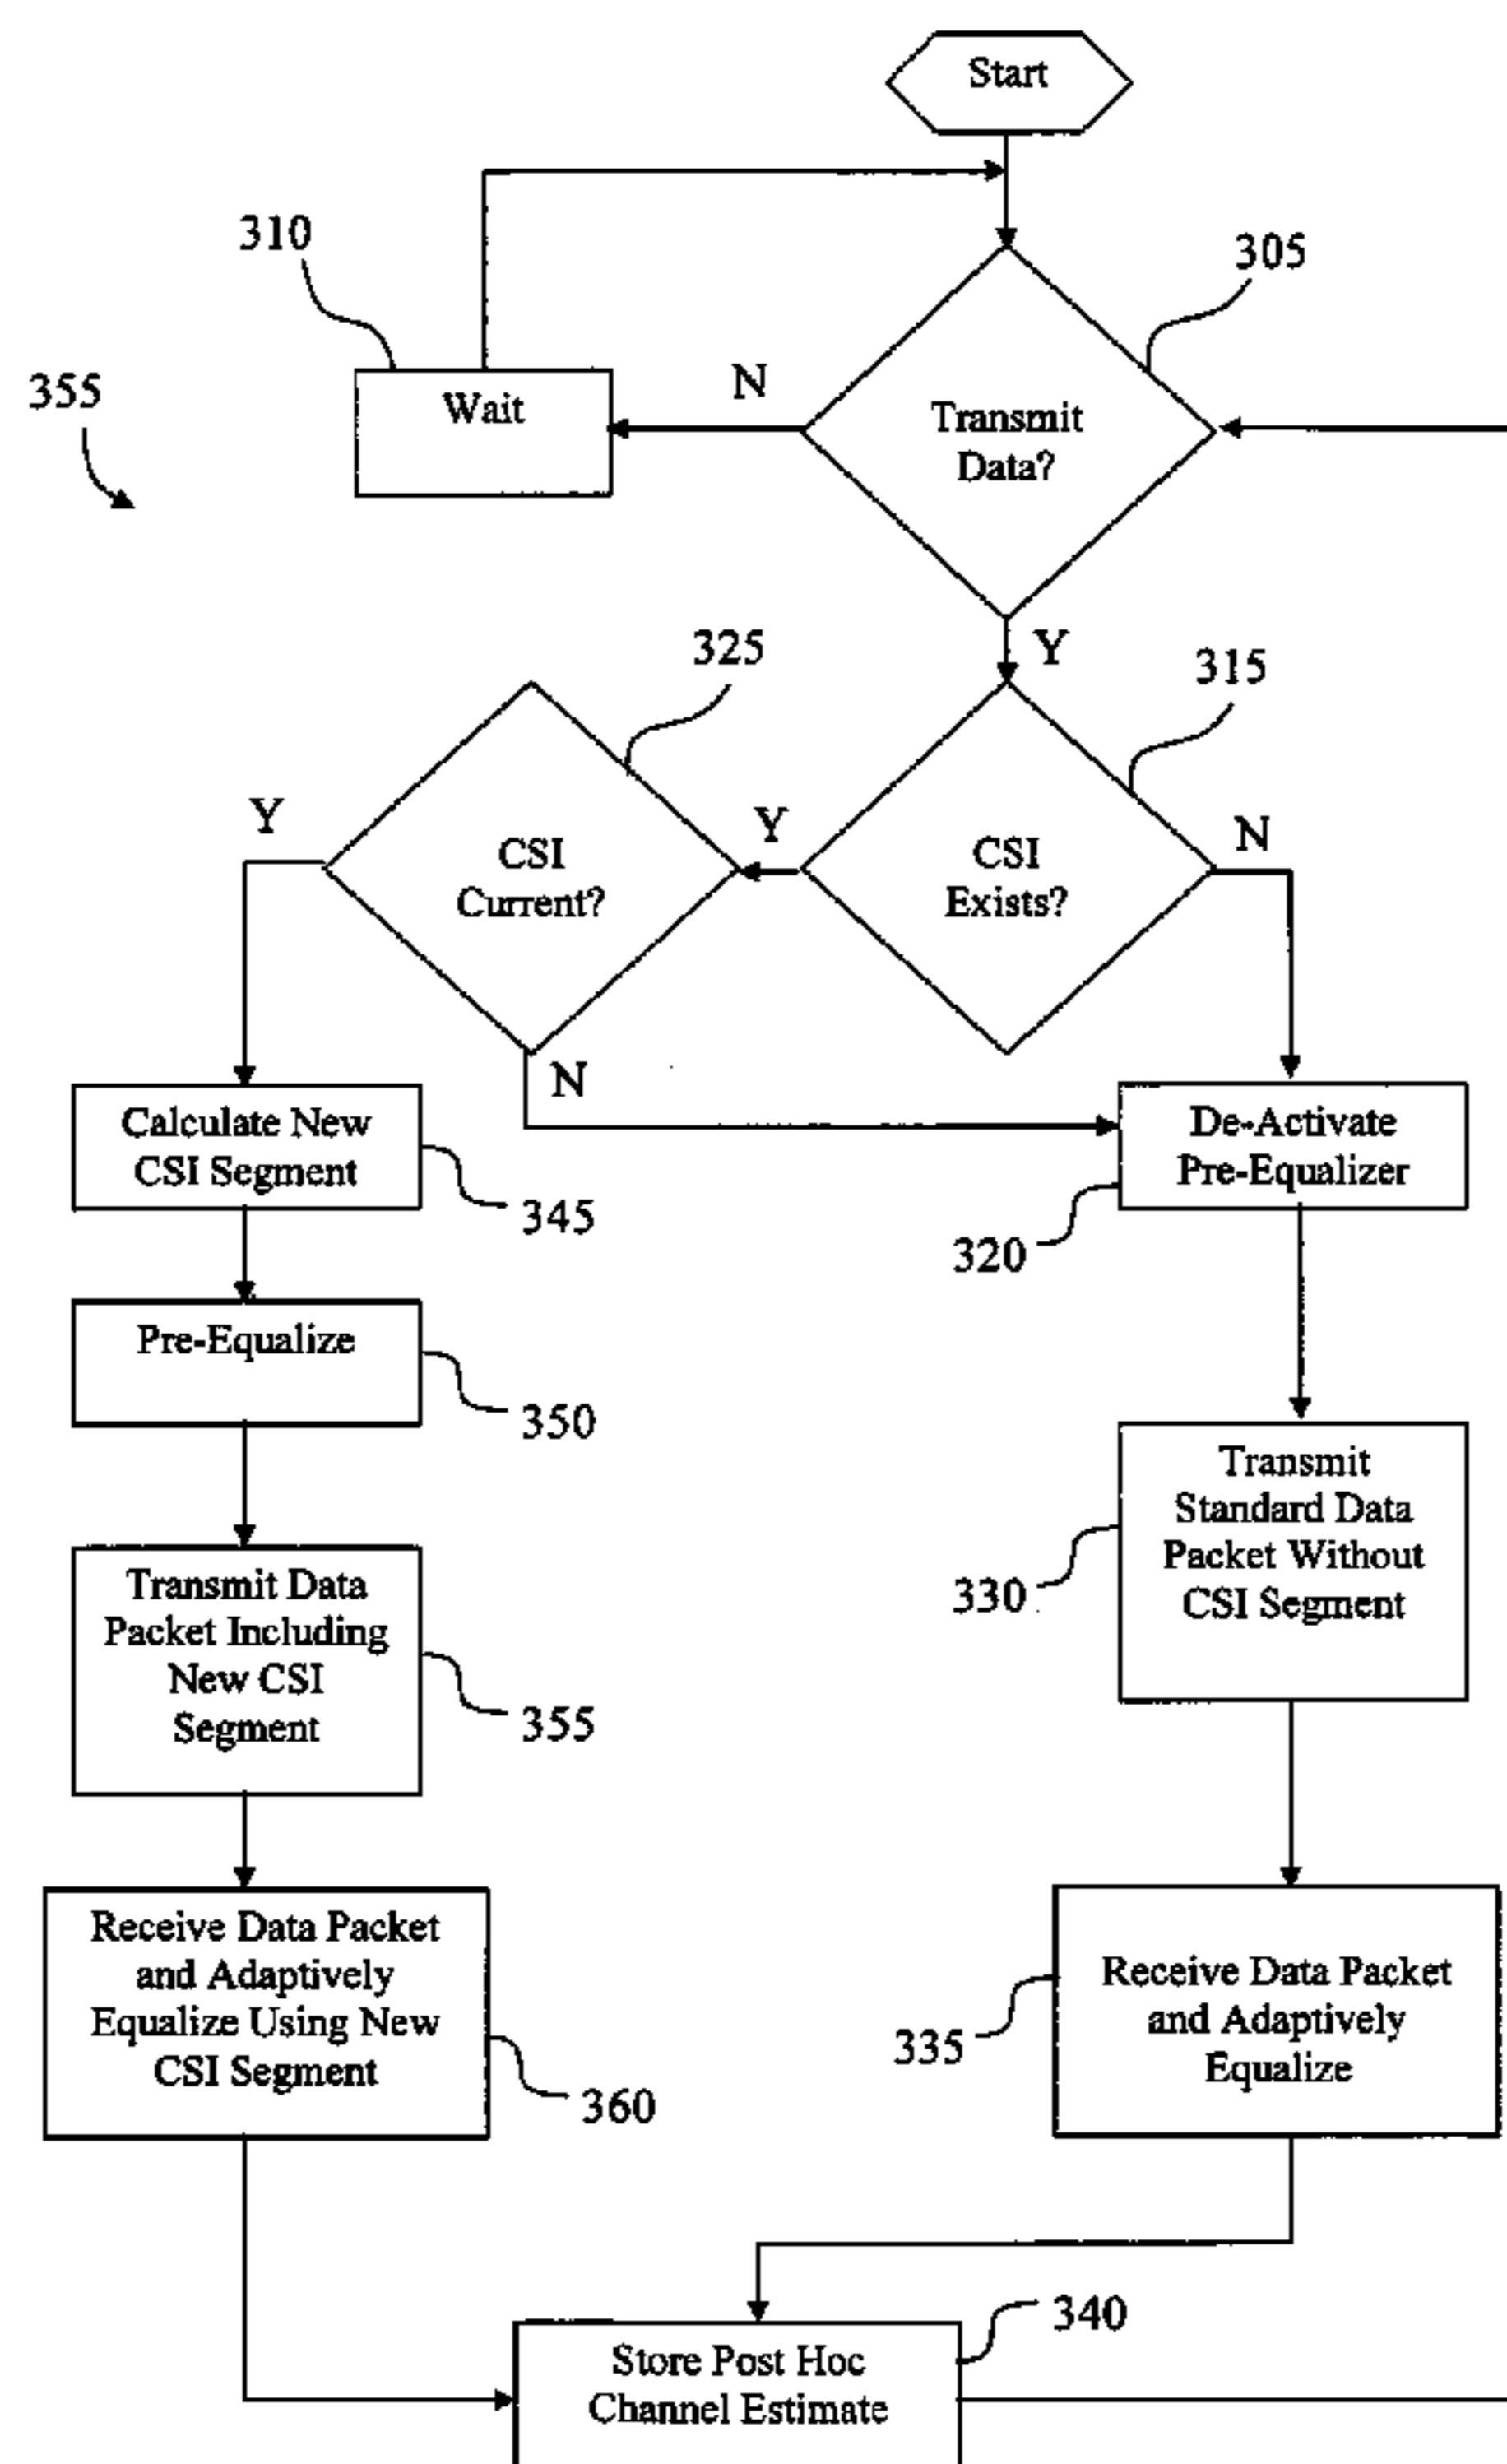 Start
310
305
355
Wait
N
Transmit
Data?
325
Y
315
Y
CSI
Current?
Y
CSI
Exists?
N
N
Calculate New
CSI Segment
De-Activate
Pre-Equalizer
345
320
Pre-Equalize
350
Transmit
Standard Data
Packet Without
CSI Segment
330
Transmit Data
Packet Including
New CSI
Segment
355
Receive Data Packet
and Adaptively
Equalize Using New
CSI Segment
360
Receive Data Packet
and Adaptively
Equalize
335
340
Store Post Hoc
Channel Estimate